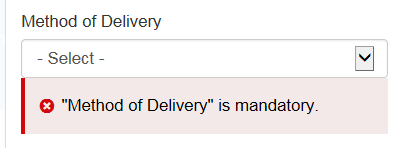 Method of Delivery
- Select -
"Method of Delivery" is mandatory.